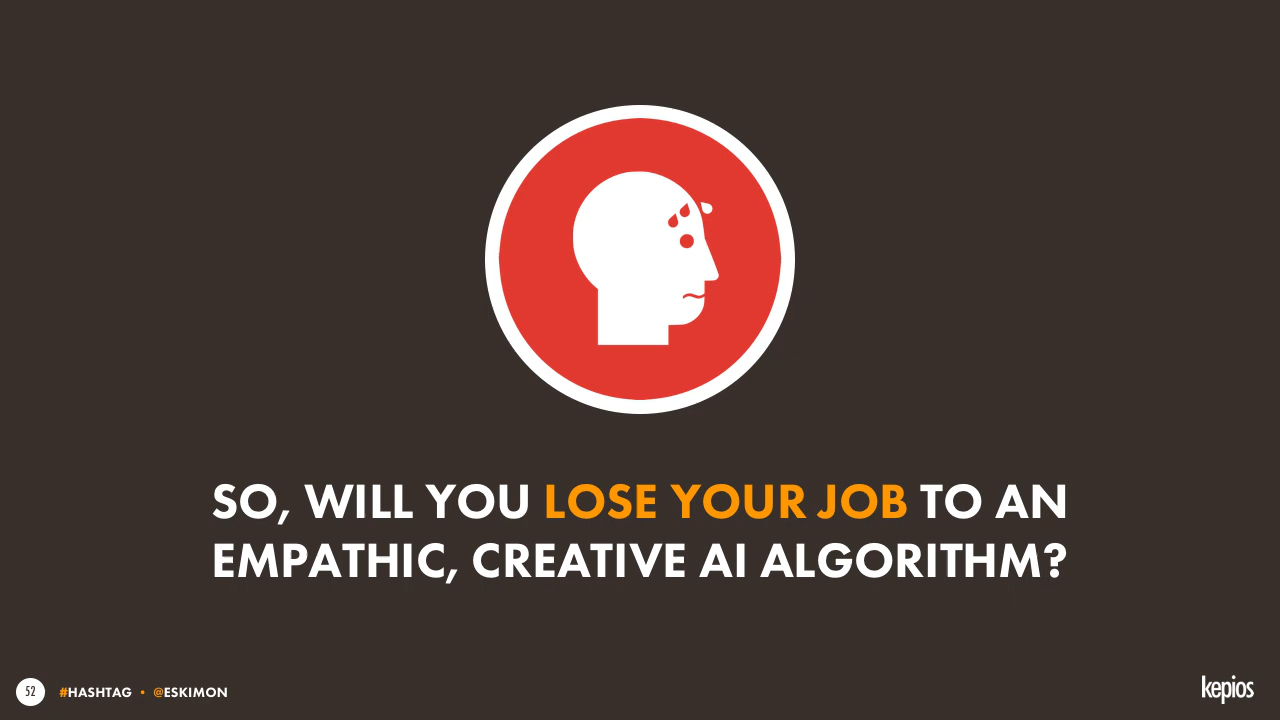 SO, WILL YOU LOSE YOUR JOB TO AN
EMPATHIC, CREATIVE AI ALGORITHM?
52 #HASHTAG • @ESKIMON
kepios